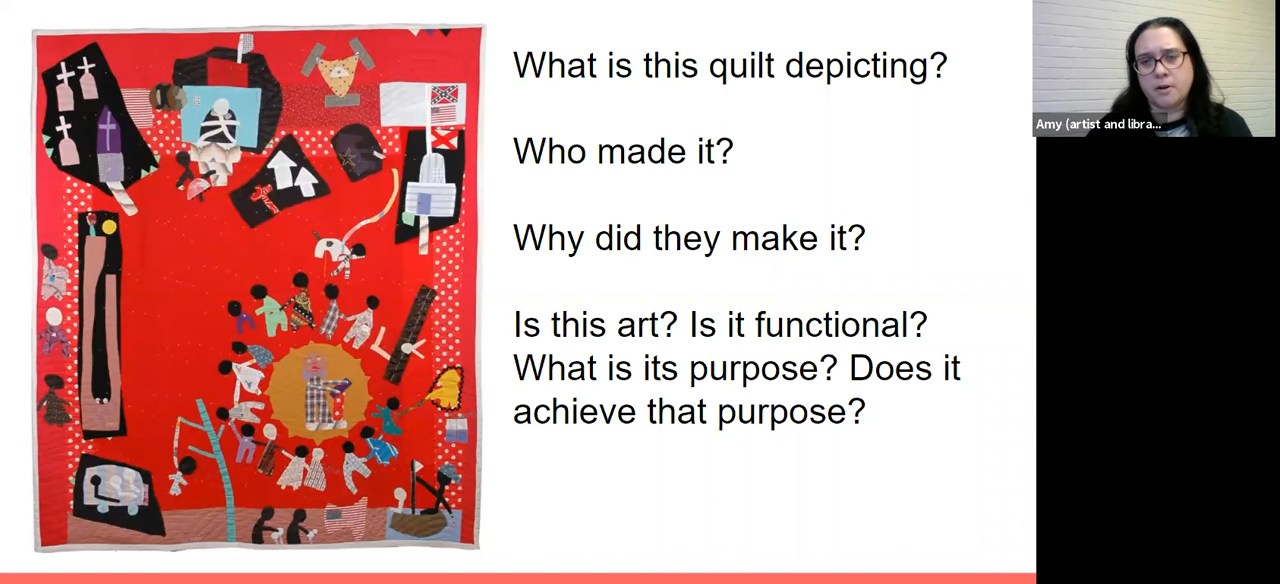 What is this quilt depicting?
Who made it?
Why did they make it?
Is this art? Is it functional?
What is its purpose? Does it
achieve that purpose?
Amy (artist and libra...